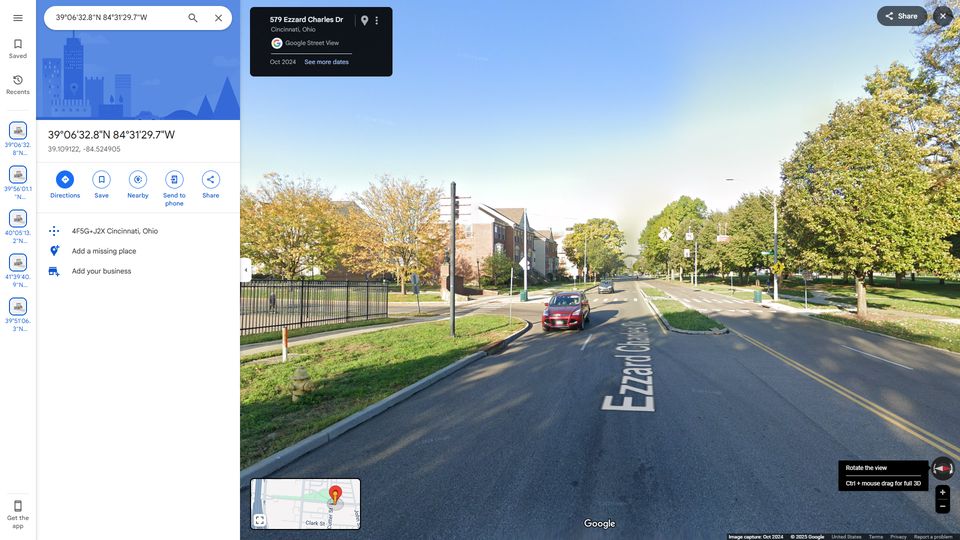 39°06'32.8"N 84°31'29.7"W
Saved
Recents
39°06'32.
8"N...
39°56'01.1
"N...
40°05'13.
2"N...
41°39'40..
9"N...
39°51'06.
3"N...
Get the
app
39°06'32.8"N 84°31'29.7"W
39.109122, -84.524905
Directions
Save
Nearby
Send to
phone
Share
4F5G+J2X Cincinnati, Ohio
Add a missing place
Add your business
579 Ezzard Charles Dr
Cincinnati, Ohio
Google Street View
Oct 2024 See more dates
Share
Ezzard Charles D
Rotate the view
Ctrl + mouse drag for full 3D
Clark St
Cutter St
Google
Image capture: Oct 2024 © 2025 Google United States Terms Privacy Report a problem